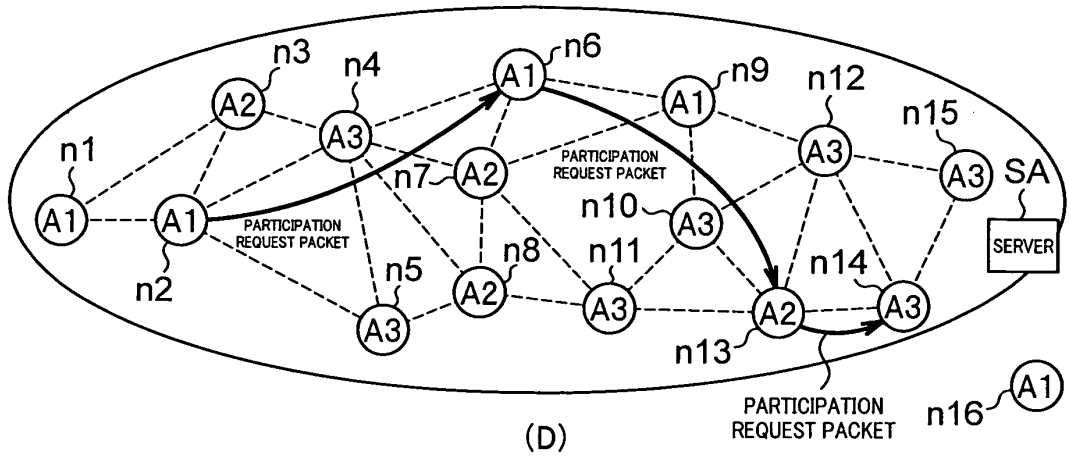 n6
n3
n4
n9
n12
A1
n15
A2
A1
n1
A3
PARTICIPATION
REQUEST PACKET
A3
SA
n7
A2
A3
A1
A1
PARTICIPATION
REQUEST PACKET
n10
A3
SERVER
n2
n5
n8
n11
n14
A2
A3
A3
A2
A3
n13
PARTICIPATION
REQUEST PACKET
n16
A1
(D)